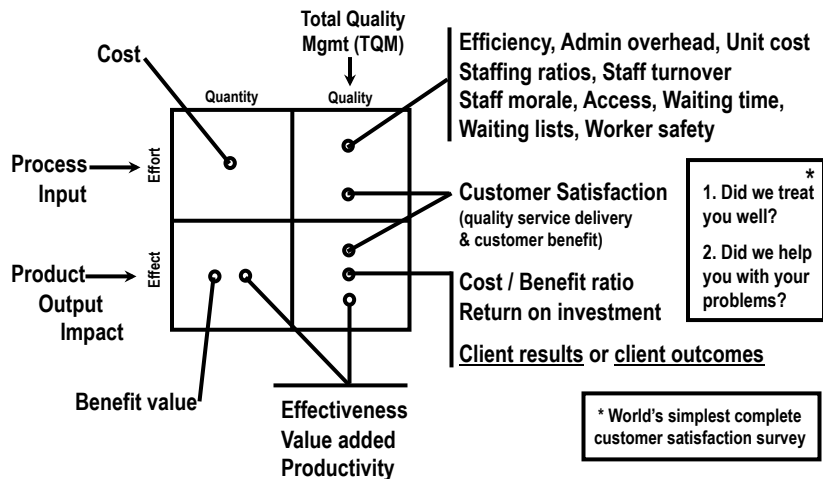 Total Quality
Mgmt (TQM)
Cost
Efficiency, Admin overhead, Unit cost
Staffing ratios, Staff turnover
Staff morale, Access, Waiting time,
Waiting lists, Worker safety
Quantity
Quality
Process
Input
Effort
Customer Satisfaction
(quality service delivery
& customer benefit)
*
1. Did we treat
you well?
2. Did we help
you with your
problems?
Product
Output
Impact
Effect
Cost / Benefit ratio
Return on investment
Client results or client outcomes
Benefit value
Effectiveness
Value added
Productivity
* World's simplest complete
customer satisfaction survey